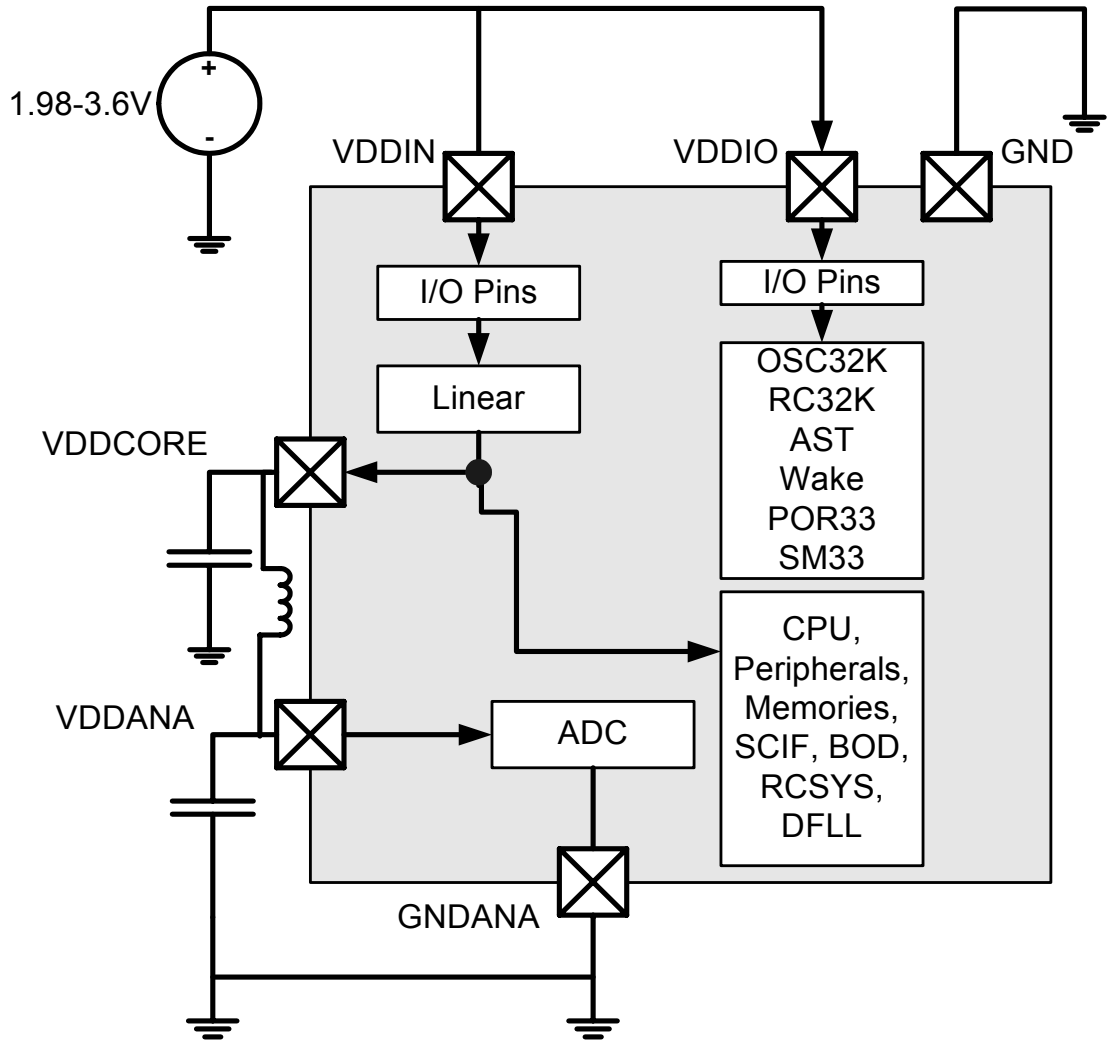 +
1.98-3.6V
-
VDDIN
VDDIO
GND
I/O Pins
I/O Pins
Linear
OSC32K
RC32K
AST
Wake
POR33
SM33
VDDCORE
CPU,
Peripherals,
Memories,
SCIF, BOD,
RCSYS,
DFLL
VDDANA
ADC
GNDANA